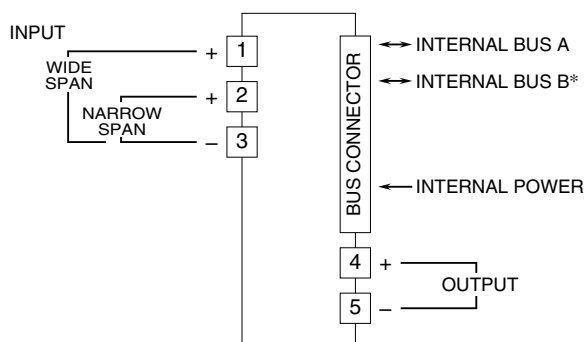 INPUT
WIDE
SPAN
NARROW
SPAN
+ 1
+ 2
– 3
BUS CONNECTOR
INTERNAL BUS A
INTERNAL BUS B*
INTERNAL POWER
4 +
5 –
OUTPUT